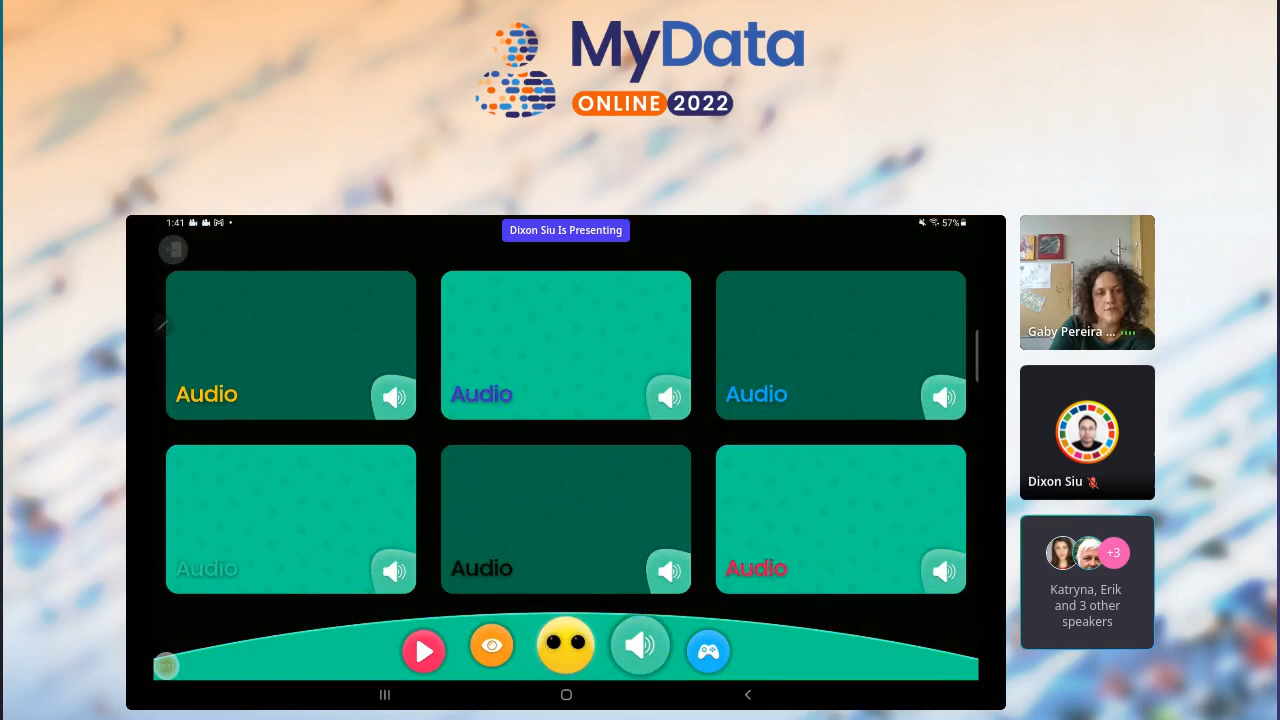 MyData
ONLINE 2022
1:41
Dixon Siu Is Presenting
57%
Audio
Audio
Audio
Audio
Audio
Audio
Gaby Pereira ...
Dixon Siu
+3
Katryna, Erik
and 3 other
speakers